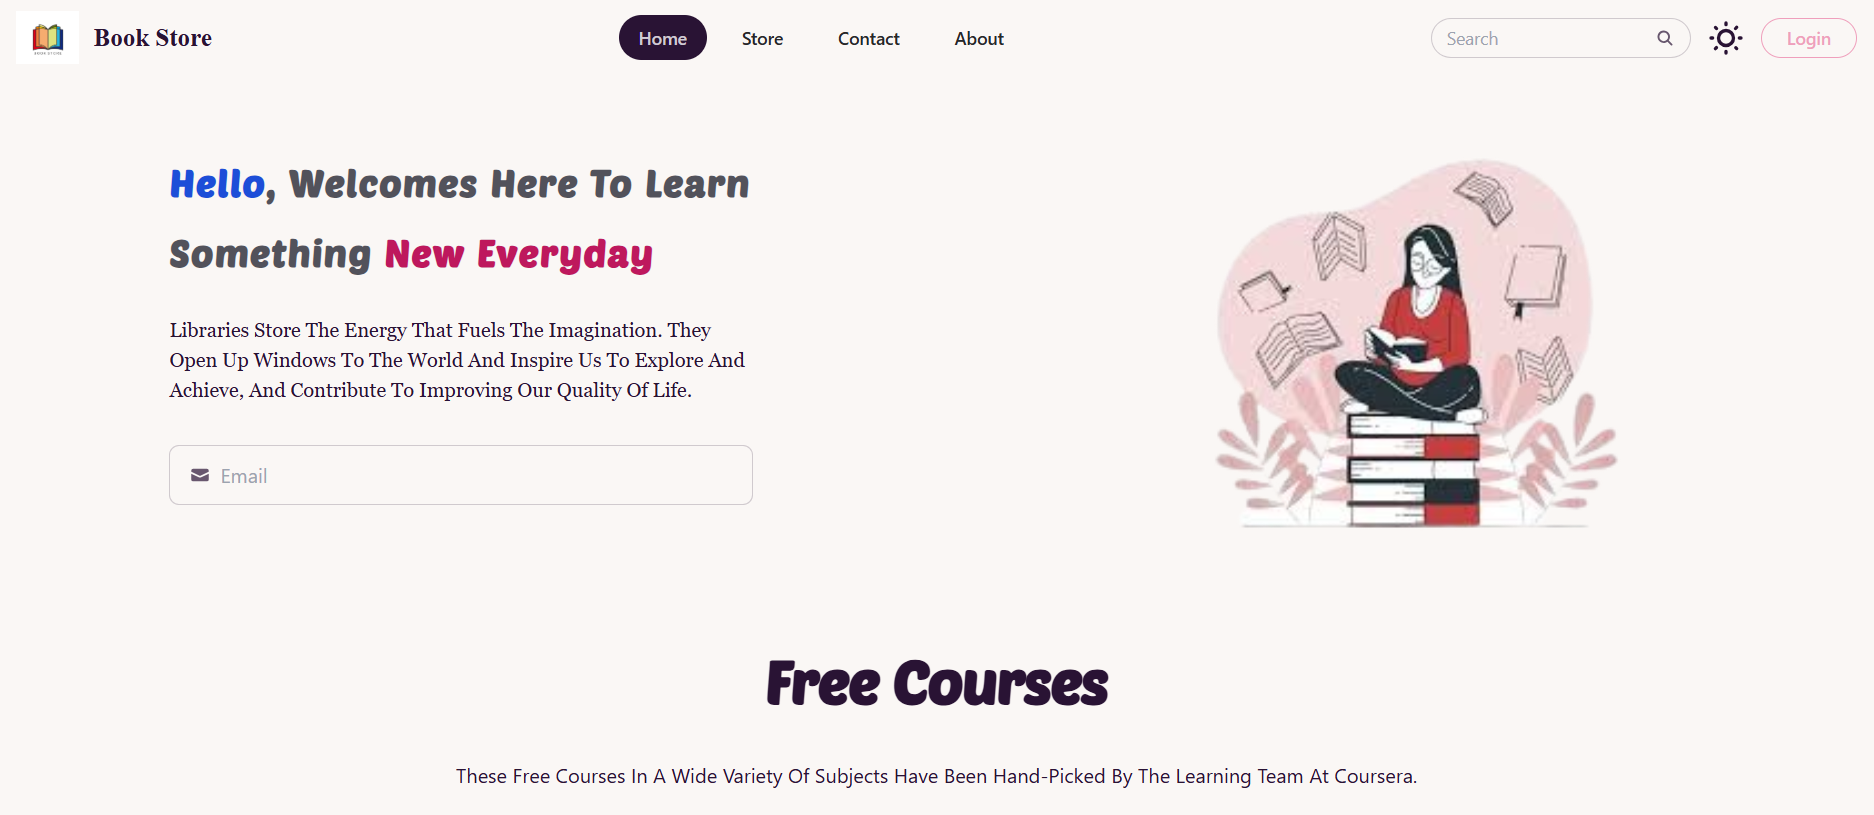 Book Store
Home
Store
Contact
About
Search
Login
Hello, Welcomes Here To Learn
Something New Everyday
Libraries Store The Energy That Fuels The Imagination. They
Open Up Windows To The World And Inspire Us To Explore And
Achieve, And Contribute To Improving Our Quality Of Life.
Email
Free Courses
These Free Courses In A Wide Variety Of Subjects Have Been Hand-Picked By The Learning Team At Coursera.